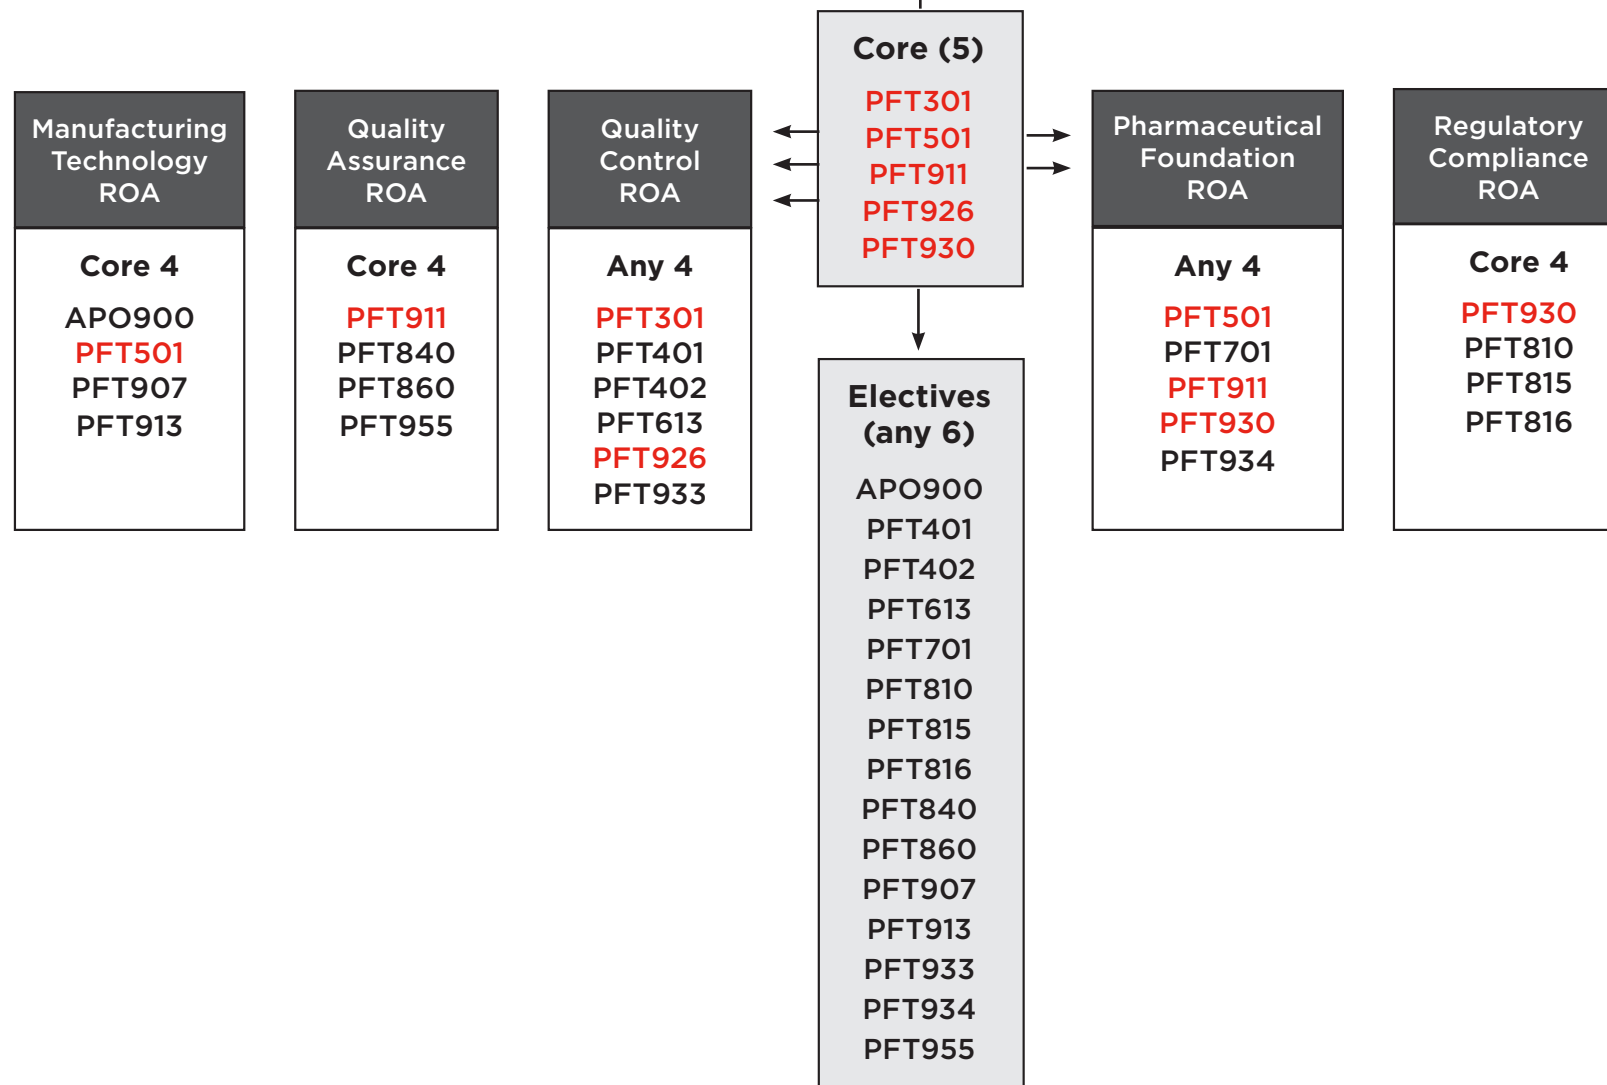 Core (5)
PFT301
PFT501
PFT911
PFT926
PFT930
Manufacturing
Technology
ROA
Core 4
APO900
PFT501
PFT907
PFT913
Quality
Assurance
ROA
Core 4
PFT911
PFT840
PFT860
PFT955
Quality
Control
ROA
Any 4
PFT301
PFT401
PFT402
PFT613
PFT926
PFT933
Pharmaceutical
Foundation
ROA
Any 4
PFT501
PFT701
PFT911
PFT930
PFT934
Regulatory
Compliance
ROA
Core 4
PFT930
PFT810
PFT815
PFT816
Electives
(any 6)
APO900
PFT401
PFT402
PFT613
PFT701
PFT810
PFT815
PFT816
PFT840
PFT860
PFT907
PFT913
PFT933
PFT934
PFT955